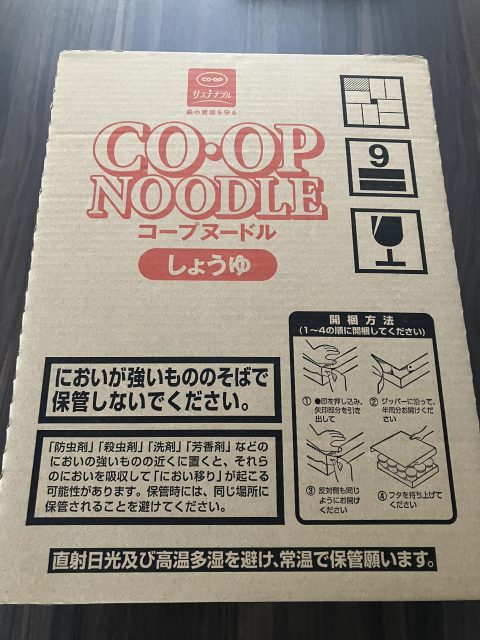 co·op
サステナブル
森の資源を守る
CO·OP
NOODLE
コープヌードル
しょうゆ
9
開梱方法
(1〜4の順に開梱してください)
① ●印を押し込み、
矢印部分を引き
出して
② ジッパーに沿って、
半周分お開けくだ
さい
③ 反対側も同じ
ようにお開け
ください
④ フタを持ち上げて
ください
においが強いもののそばで
保管しないでください。
「防虫剤」「殺虫剤」「洗剤」「芳香剤」などの
においの強いものの近くに置くと、それら
のにおいを吸収して「におい移り」が起こる
可能性があります。保管時には、同じ場所に
保管されることを避けてください。
直射日光及び高温多湿を避け、常温で保管願います。